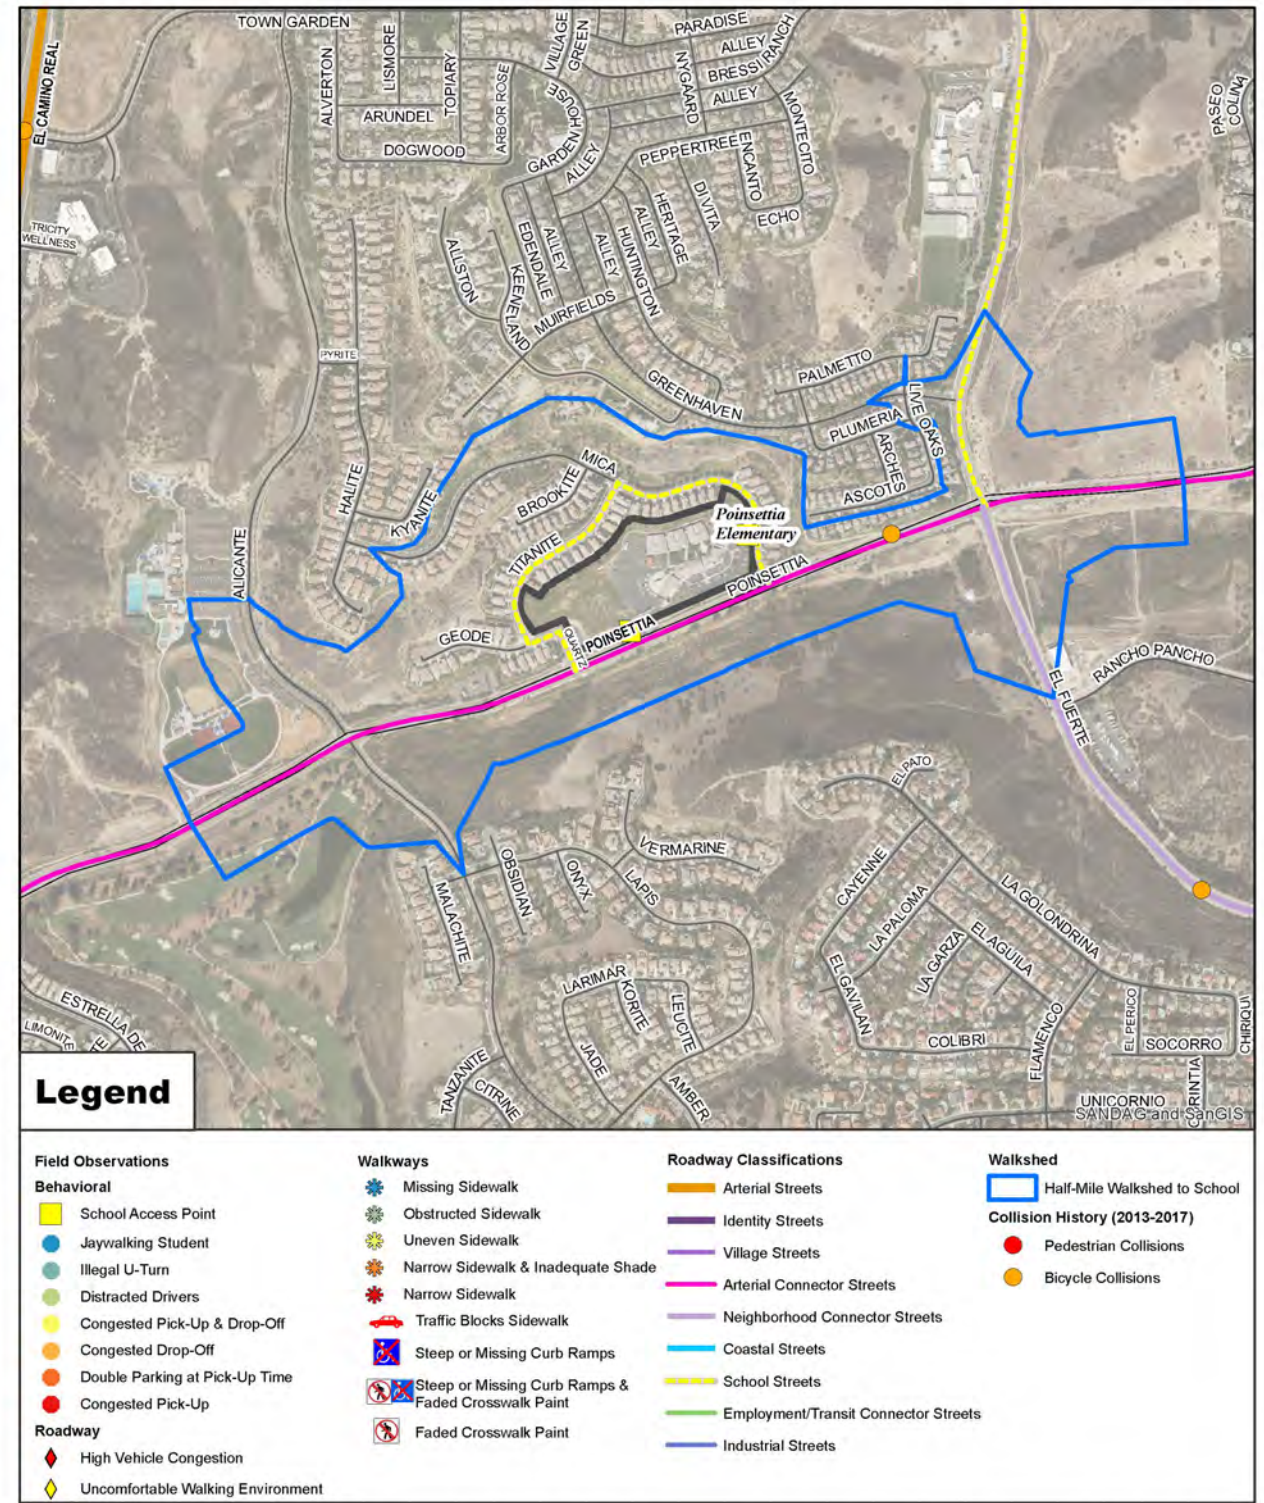 TOWN GARDEN
EL CAMINO REAL
ALVERTON
LISMORE
TOPIARY
ARUNDEL
DOGWOOD
ARBOR ROSE
VILLAGE
GREEN
GARDEN HOUSE
ALLEY
PARADISE
ALLEY
BRESSI RANCH
NYGAARD
ALLEY
MONTECITO
PEPPERTREE
ENCANTO
DI VITA
ECHO
HERITAGE
ALLEY
HUNTINGTON
ALLEY
ALLEY
EDENDALE
KEENELAND
ALLSTON
MUIRFIELDS
PASEO
COLINA
TRICITY
WELLNESS
PYRITE
GREENHAVEN
PALMETTO
PLUMERIA
LIVE OAKS
ARCHES
ASCOTS
HALITE
KYANITE
MICA
BROOKITE
TITANITE
Poinsettia
Elementary
ALICANTE
GEODE
QUARTZ
POINSETTIA
POINSETTIA
RANCHO PANCHO
EL FUERTE
EL PATO
VERMARINE
OBSIDIAN
ONYX
LAPIS
MALACHITE
CAYENNE
LA PALOMA
LA GOLONDRINA
EL AGUILA
LA GARZA
EL GAVILAN
LARIMAR
KORITE
LEUCITE
JADE
AMBER
TANZANITE
CITRINE
COLIBRI
FLAMENCO
EL PERICO
SOCORRO
CHIRIQUI
CORINTIA
UNICORNIO
ESTRELLA DE
LIMONITE
SANDAG and SanGIS
Legend
Field Observations
Behavioral
School Access Point
Jaywalking Student
Illegal U-Turn
Distracted Drivers
Congested Pick-Up & Drop-Off
Congested Drop-Off
Double Parking at Pick-Up Time
Congested Pick-Up
Roadway
High Vehicle Congestion
Uncomfortable Walking Environment
Walkways
Missing Sidewalk
Obstructed Sidewalk
Uneven Sidewalk
Narrow Sidewalk & Inadequate Shade
Narrow Sidewalk
Traffic Blocks Sidewalk
Steep or Missing Curb Ramps
Steep or Missing Curb Ramps &
Faded Crosswalk Paint
Faded Crosswalk Paint
Roadway Classifications
Arterial Streets
Identity Streets
Village Streets
Arterial Connector Streets
Neighborhood Connector Streets
Coastal Streets
School Streets
Employment/Transit Connector Streets
Industrial Streets
Walkshed
Half-Mile Walkshed to School
Collision History (2013-2017)
Pedestrian Collisions
Bicycle Collisions